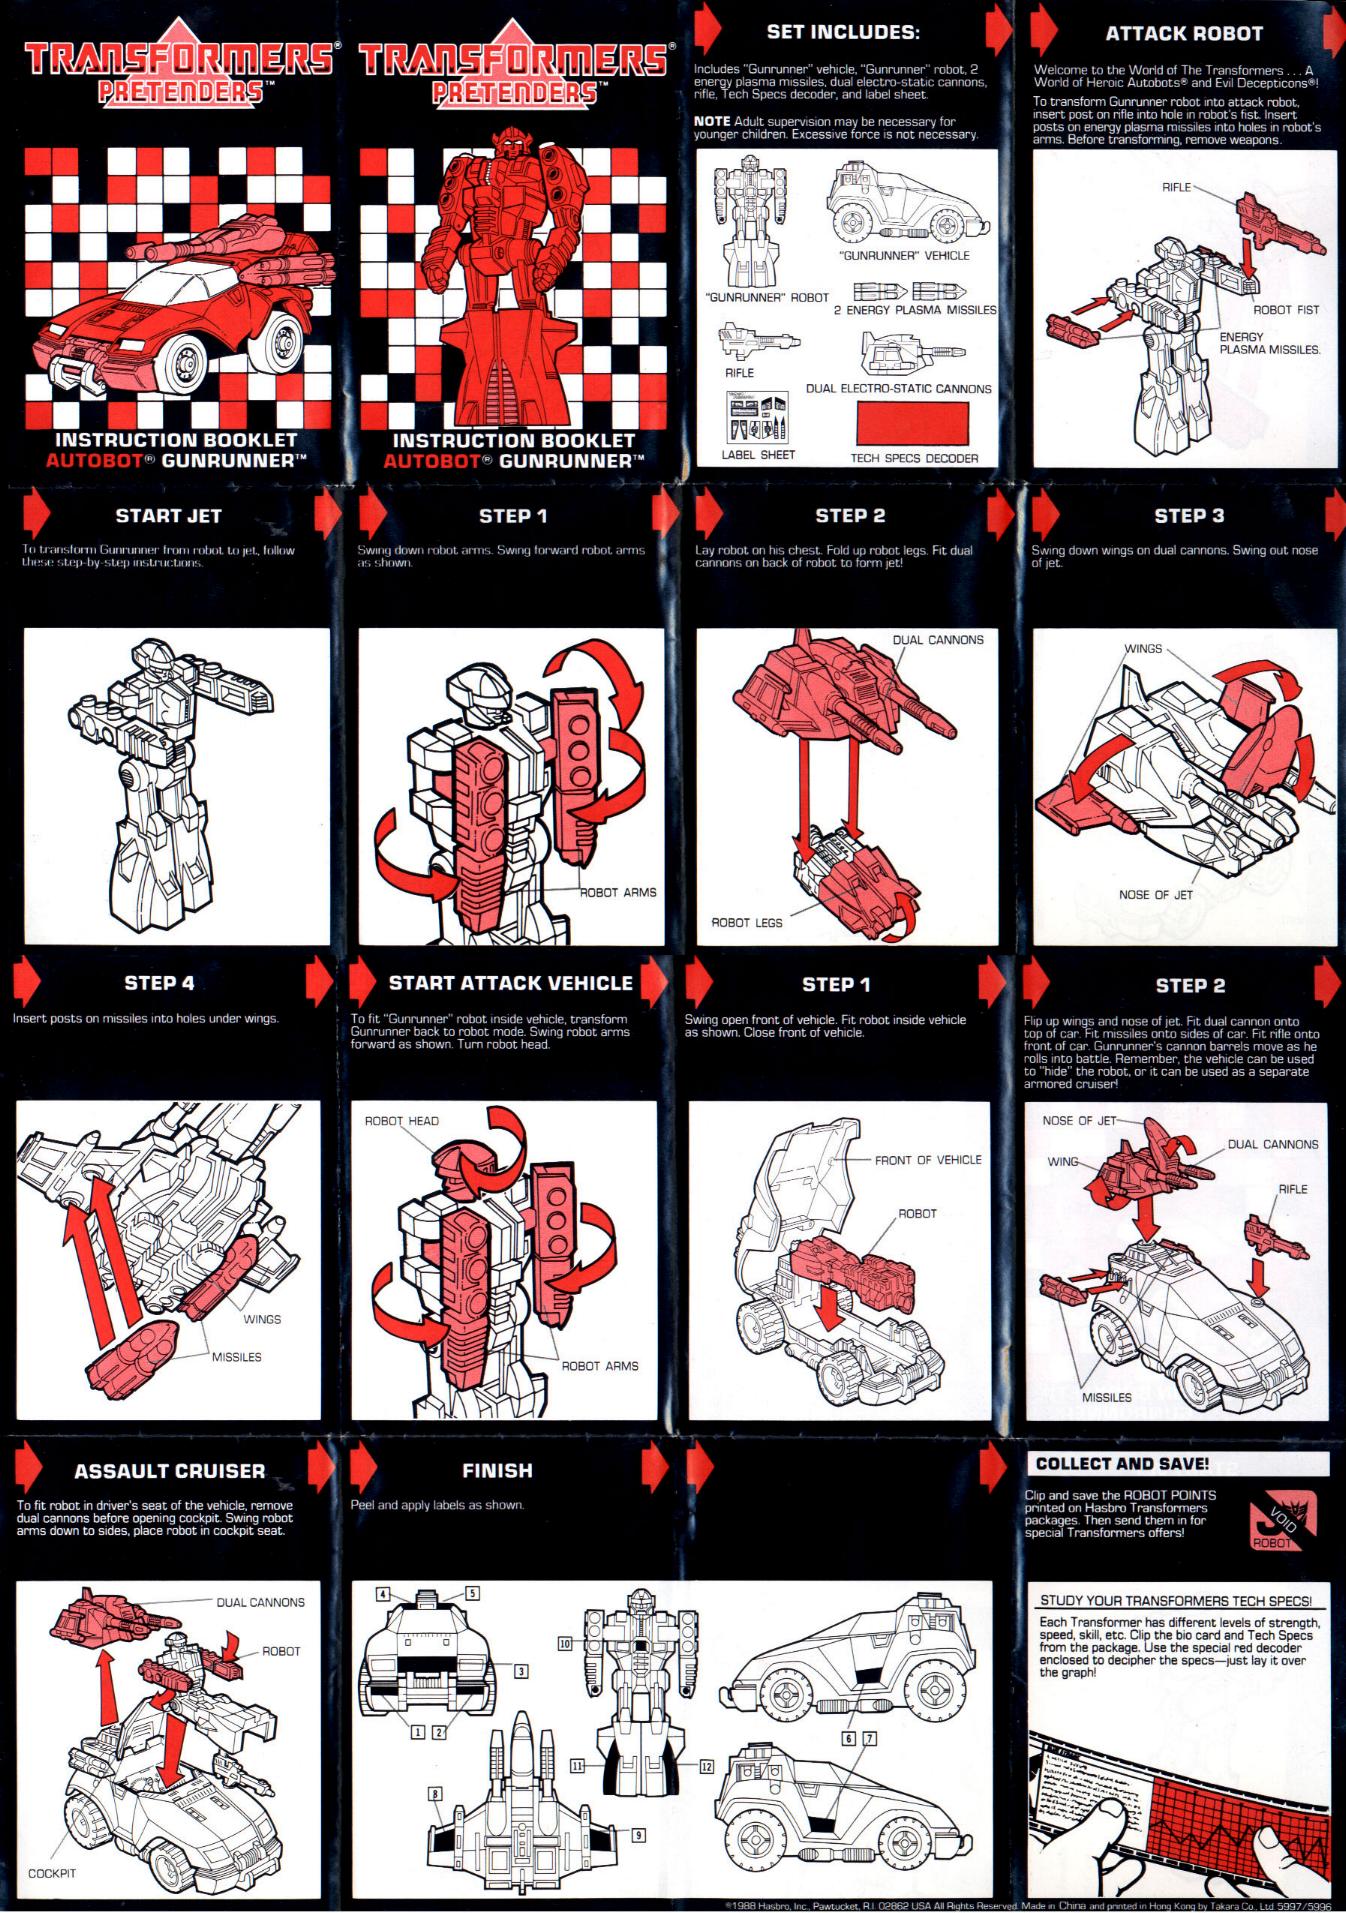 TRANSFORMERS®
PRETENDERS™
INSTRUCTION BOOKLET
AUTOBOT® GUNRUNNER™
TRANSFORMERS®
PRETENDERS™
INSTRUCTION BOOKLET
AUTOBOT® GUNRUNNER™
SET INCLUDES:
Includes "Gunrunner" vehicle, "Gunrunner" robot, 2
energy plasma missiles, dual electro-static cannons,
rifle, Tech Specs decoder, and label sheet.
NOTE Adult supervision may be necessary for
younger children. Excessive force is not necessary.
"GUNRUNNER" VEHICLE
"GUNRUNNER" ROBOT
2 ENERGY PLASMA MISSILES
RIFLE
DUAL ELECTRO-STATIC CANNONS
LABEL SHEET
TECH SPECS DECODER
ATTACK ROBOT
Welcome to the World of The Transformers . . . A
World of Heroic Autobots® and Evil Decepticons®!
To transform Gunrunner robot into attack robot,
insert post on rifle into hole in robot's fist. Insert
posts on energy plasma missiles into holes in robot's
arms. Before transforming, remove weapons.
RIFLE
ROBOT FIST
ENERGY
PLASMA MISSILES.
START JET
To transform Gunrunner from robot to jet, follow
these step-by-step instructions.
STEP 1
Swing down robot arms. Swing forward robot arms
as shown.
ROBOT ARMS
STEP 2
Lay robot on his chest. Fold up robot legs. Fit dual
cannons on back of robot to form jet!
DUAL CANNONS
ROBOT LEGS
STEP 3
Swing down wings on dual cannons. Swing out nose
of jet.
WINGS
NOSE OF JET
STEP 4
Insert posts on missiles into holes under wings.
WINGS
MISSILES
START ATTACK VEHICLE
To fit "Gunrunner" robot inside vehicle, transform
Gunrunner back to robot mode. Swing robot arms
forward as shown. Turn robot head.
ROBOT HEAD
ROBOT ARMS
STEP 1
Swing open front of vehicle. Fit robot inside vehicle
as shown. Close front of vehicle.
FRONT OF VEHICLE
ROBOT
STEP 2
Flip up wings and nose of jet. Fit dual cannon onto
top of car. Fit missiles onto sides of car. Fit rifle onto
front of car. Gunrunner's cannon barrels move as he
rolls into battle. Remember, the vehicle can be used
to "hide" the robot, or it can be used as a separate
armored cruiser!
NOSE OF JET
DUAL CANNONS
WING
RIFLE
MISSILES
ASSAULT CRUISER
To fit robot in driver's seat of the vehicle, remove
dual cannons before opening cockpit. Swing robot
arms down to sides, place robot in cockpit seat.
DUAL CANNONS
ROBOT
COCKPIT
FINISH
Peel and apply labels as shown.
4 5
10
3
1 2
6 7
11 12
8
9
COLLECT AND SAVE!
Clip and save the ROBOT POINTS
printed on Hasbro Transformers
packages. Then send them in for
special Transformers offers!
VOID
ROBOT
STUDY YOUR TRANSFORMERS TECH SPECS!
Each Transformer has different levels of strength,
speed, skill, etc. Clip the bio card and Tech Specs
from the package. Use the special red decoder
enclosed to decipher the specs—just lay it over
the graph!
©1988 Hasbro, Inc., Pawtucket, R.I. 02862 USA All Rights Reserved. Made in China and printed in Hong Kong by Takara Co., Ltd. 5997/5996